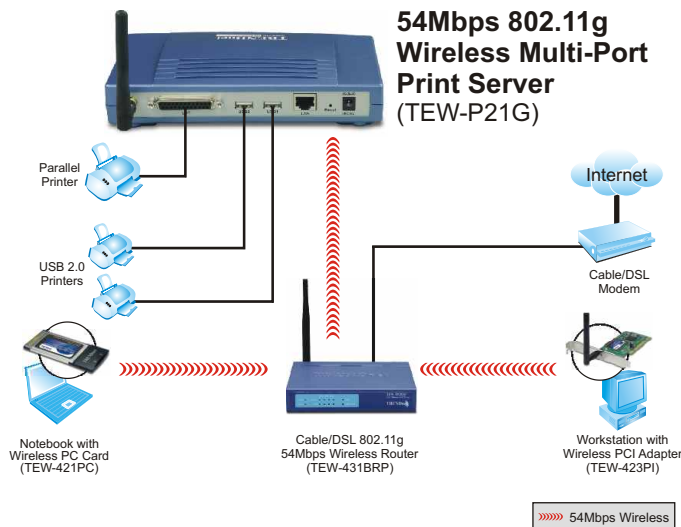 54Mbps 802.11g
Wireless Multi-Port
Print Server
(TEW-P21G)
Parallel
Printer
Internet
USB 2.0
Printers
Cable/DSL
Modem
Notebook with
Wireless PC Card
(TEW-421PC)
Cable/DSL 802.11g
54Mbps Wireless Router
(TEW-431BRP)
Workstation with
Wireless PCI Adapter
(TEW-423PI)
54Mbps Wireless